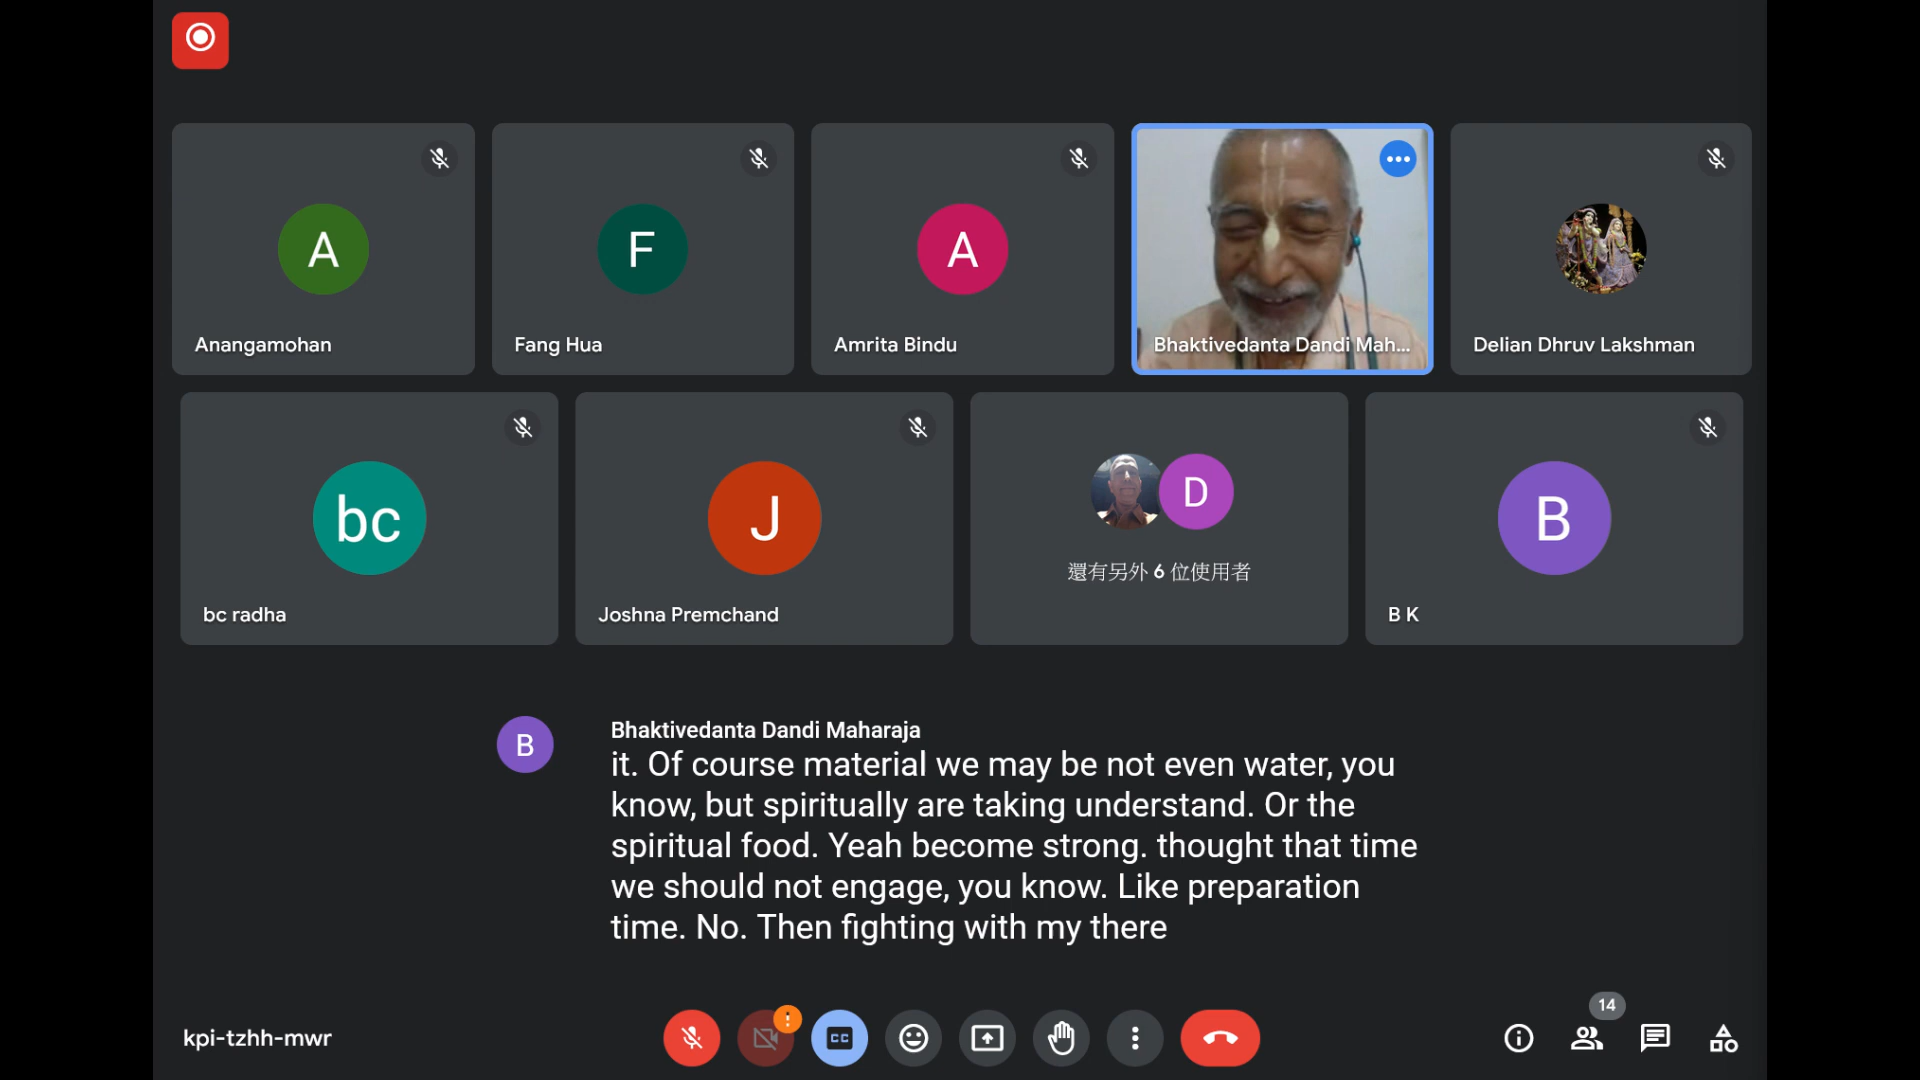 A
F
A
Anangamohan
Fang Hua
Amrita Bindu
Bhaktivedanta Dandi Mah...
Delian Dhruv Lakshman
bc
J
D
B
還有另外 6 位使用者
bc radha
Joshna Premchand
B K
B
Bhaktivedanta Dandi Maharaja
it. Of course material we may be not even water, you
know, but spiritually are taking understand. Or the
spiritual food. Yeah become strong. thought that time
we should not engage, you know. Like preparation
time. No. Then fighting with my there
14
kpi-tzhh-mwr
CC